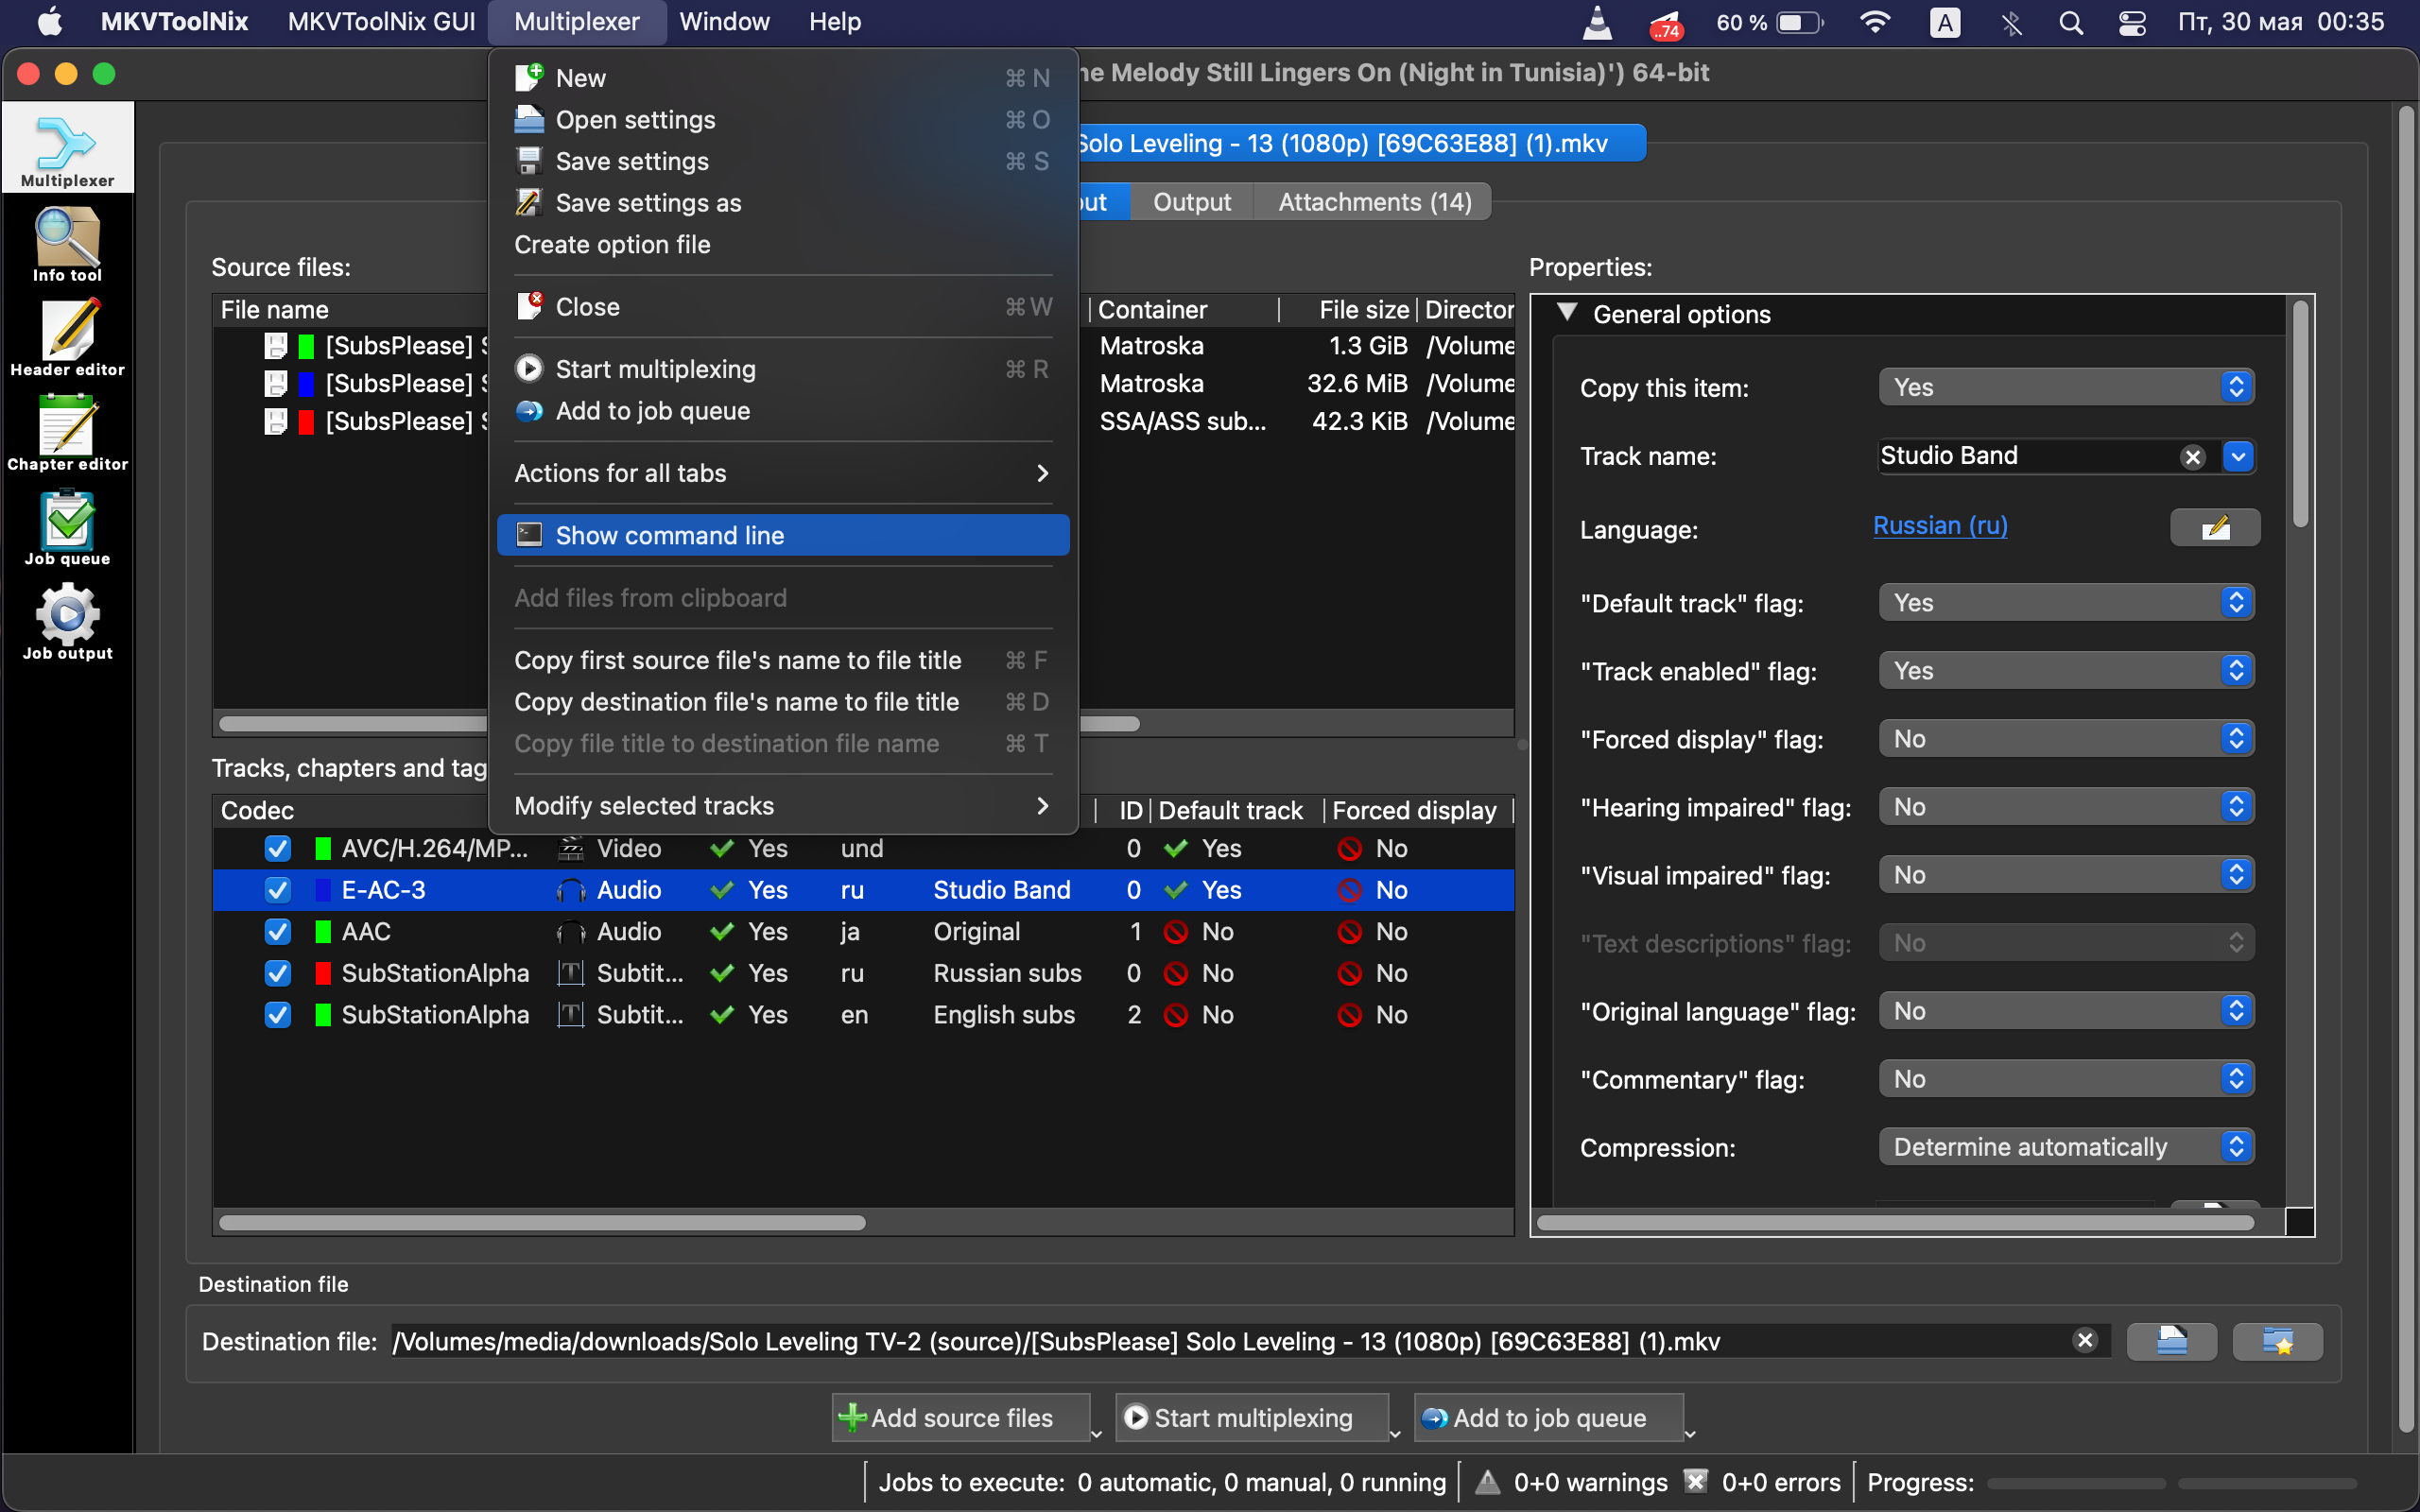 MKVToolNix MKVToolNix GUI Multiplexer Window Help ..74 60 % A Пт, 30 мая 00:35
ne Melody Still Lingers On (Night in Tunisia)') 64-bit
Multiplexer
Info tool
Header editor
Chapter editor
Job queue
Job output
New ⌘ N
Open settings ⌘ O
Save settings ⌘ S
Save settings as
Create option file
Close ⌘ W
Start multiplexing ⌘ R
Add to job queue
Actions for all tabs
Show command line
Add files from clipboard
Copy first source file's name to file title ⌘ F
Copy destination file's name to file title ⌘ D
Copy file title to destination file name ⌘ T
Modify selected tracks
Solo Leveling - 13 (1080p) [69C63E88] (1).mkv
Output Attachments (14)
Source files:
File name Container File size Director
[SubsPlease] Matroska 1.3 GiB /Volume
[SubsPlease] Matroska 32.6 MiB /Volume
[SubsPlease] SSA/ASS sub... 42.3 KiB /Volume
Tracks, chapters and tag
Codec ID Default track Forced display
AVC/H.264/MP... Video Yes und 0 Yes No
E-AC-3 Audio Yes ru Studio Band 0 Yes No
AAC Audio Yes ja Original 1 No No
SubStationAlpha Subtit... Yes ru Russian subs 0 No No
SubStationAlpha Subtit... Yes en English subs 2 No No
Properties:
General options
Copy this item: Yes
Track name: Studio Band
Language: Russian (ru)
"Default track" flag: Yes
"Track enabled" flag: Yes
"Forced display" flag: No
"Hearing impaired" flag: No
"Visual impaired" flag: No
"Text descriptions" flag: No
"Original language" flag: No
"Commentary" flag: No
Compression: Determine automatically
Destination file
Destination file: /Volumes/media/downloads/Solo Leveling TV-2 (source)/[SubsPlease] Solo Leveling - 13 (1080p) [69C63E88] (1).mkv
Add source files Start multiplexing Add to job queue
Jobs to execute: 0 automatic, 0 manual, 0 running 0+0 warnings 0+0 errors Progress: